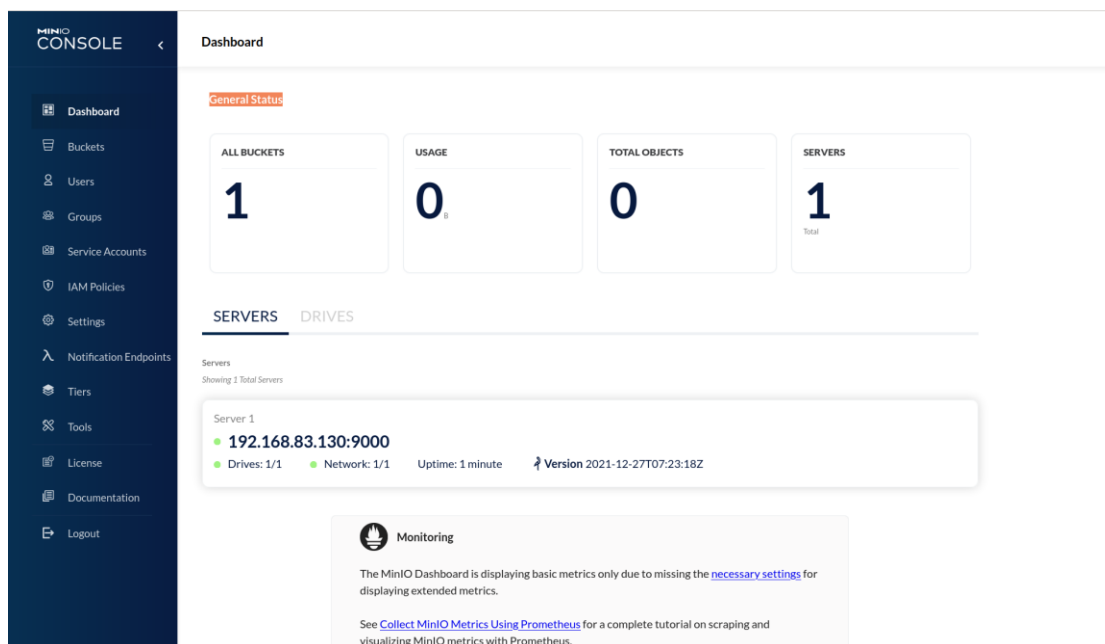 MINIO
CONSOLE
Dashboard
Dashboard
Buckets
Users
Groups
Service Accounts
IAM Policies
Settings
Notification Endpoints
Tiers
Tools
License
Documentation
Logout
General Status
ALL BUCKETS
1
USAGE
0 B
TOTAL OBJECTS
0
SERVERS
1
Total
SERVERS DRIVES
Servers
Showing 1 Total Servers
Server 1
192.168.83.130:9000
Drives: 1/1 Network: 1/1 Uptime: 1 minute Version 2021-12-27T07:23:18Z
Monitoring
The MinIO Dashboard is displaying basic metrics only due to missing the necessary settings for
displaying extended metrics.
See Collect MinIO Metrics Using Prometheus for a complete tutorial on scraping and
visualizing MinIO metrics with Prometheus.